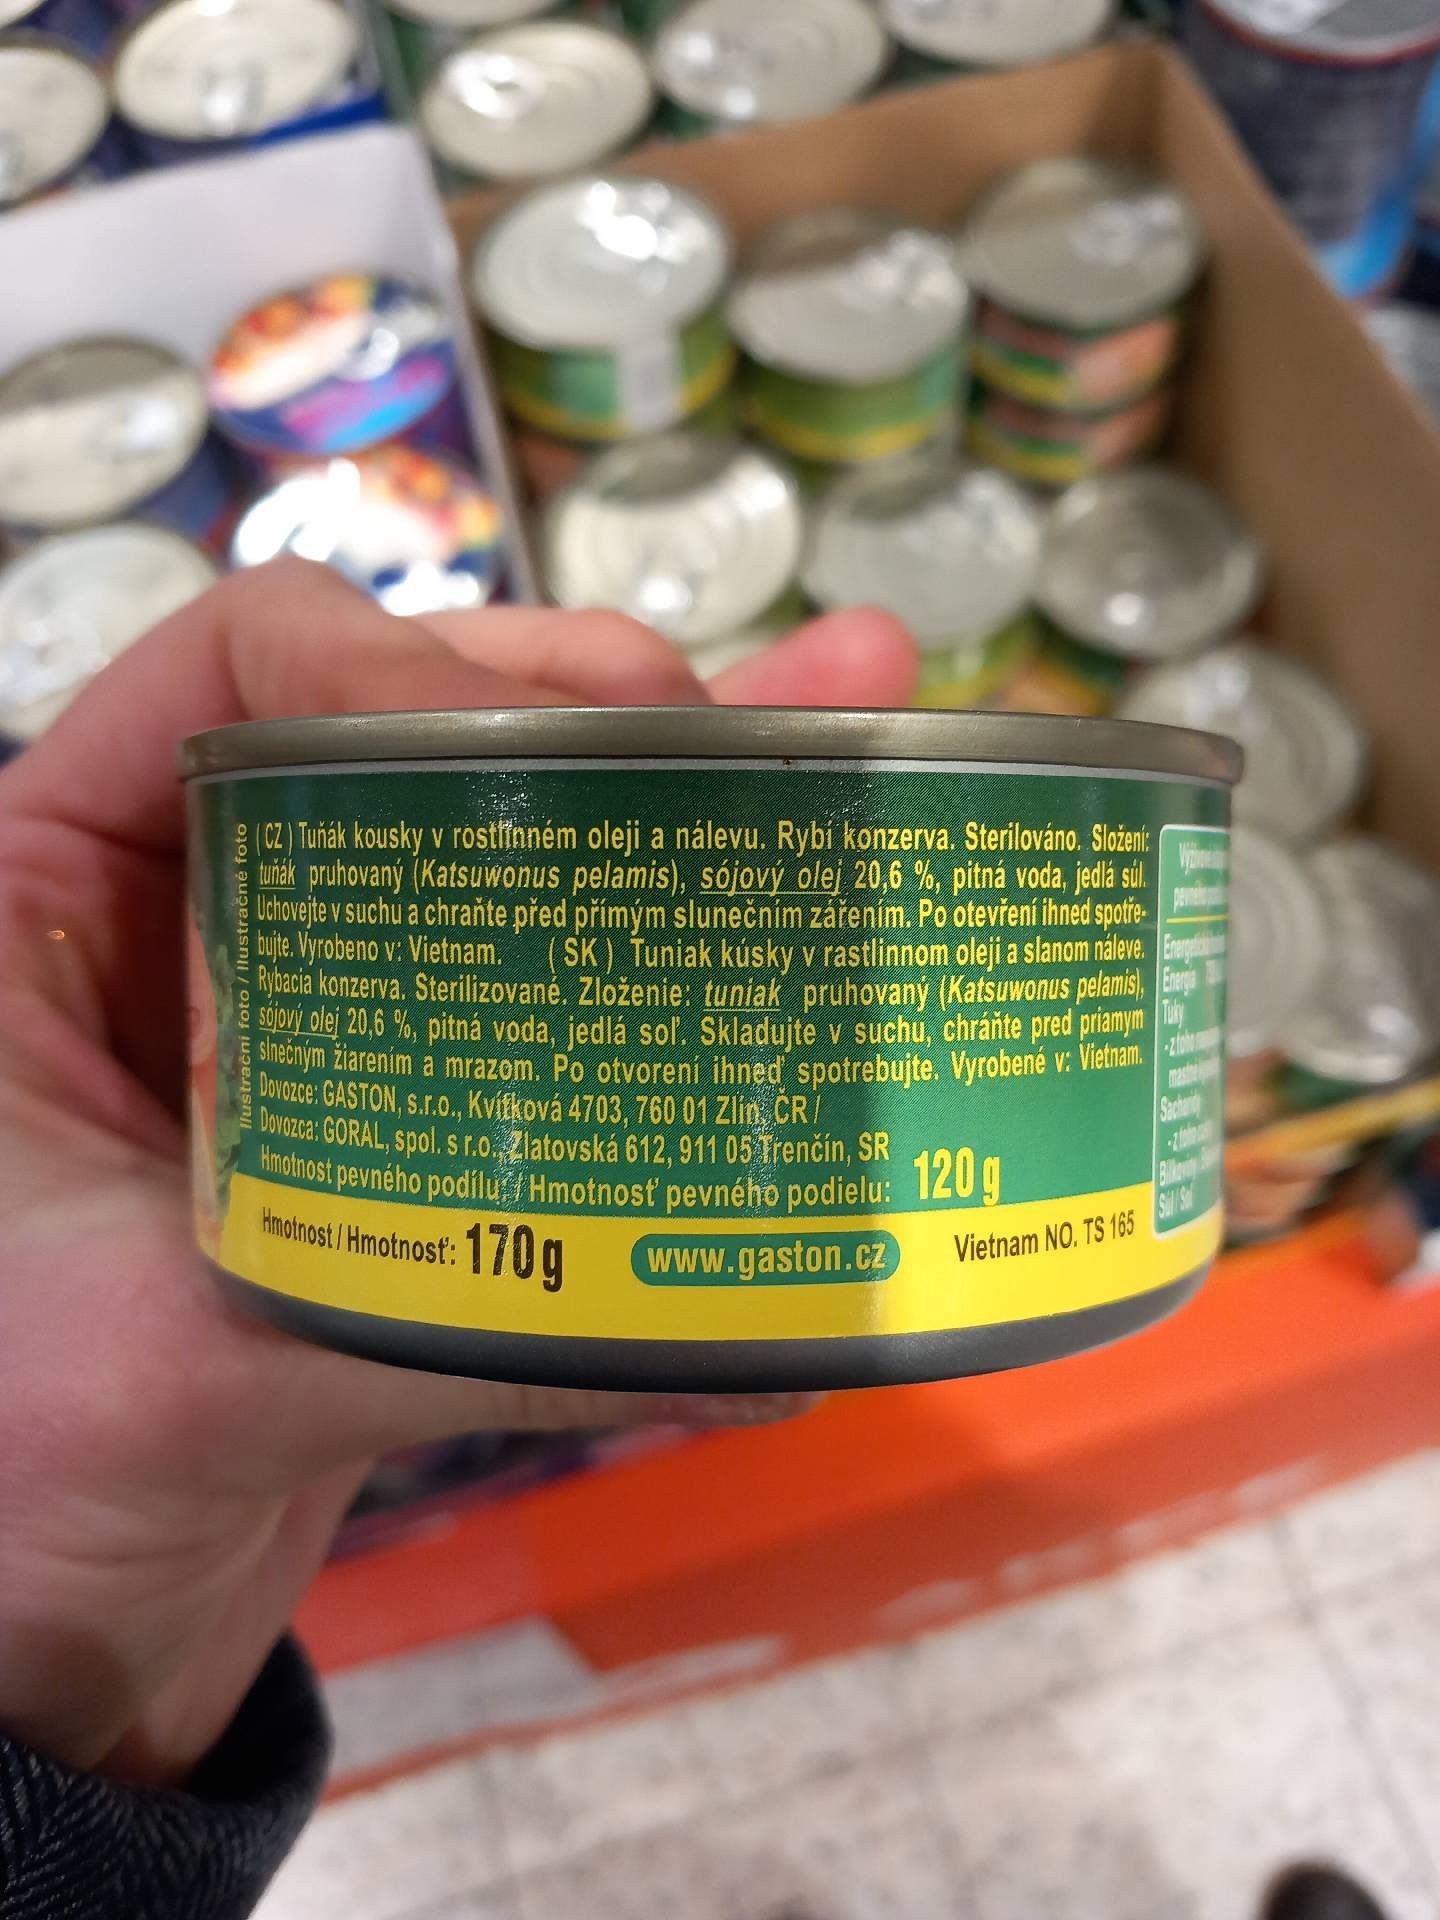 Ilustrační foto / Ilustračné foto
( CZ ) Tuňák kousky v rostlinném oleji a nálevu. Rybí konzerva. Sterilováno. Složení:
tuňák pruhovaný (Katsuwonus pelamis), sójový olej 20,6 %, pitná voda, jedlá sůl.
Uchovejte v suchu a chraňte před přímým slunečním zářením. Po otevření ihned spotře-
bujte. Vyrobeno v: Vietnam. ( SK ) Tuniak kúsky v rastlinnom oleji a slanom náleve.
Rybacia konzerva. Sterilizované. Zloženie: tuniak pruhovaný (Katsuwonus pelamis),
sójový olej 20,6 %, pitná voda, jedlá soľ. Skladujte v suchu, chráňte pred priamym
slnečným žiarením a mrazom. Po otvorení ihneď spotrebujte. Vyrobené v: Vietnam.
Dovozce: GASTON, s.r.o., Kvítková 4703, 760 01 Zlín, ČR /
Dovozca: GORAL, spol. s r.o., Zlatovská 612, 911 05 Trenčín, SR
Hmotnost pevného podílu / Hmotnosť pevného podielu: 120 g
Hmotnost / Hmotnosť: 170 g
www.gaston.cz
Vietnam NO. TS 165
Energia
Tuky
- z toho
Sacharidy
- z toho
Bílkoviny
Sůl / Soľ